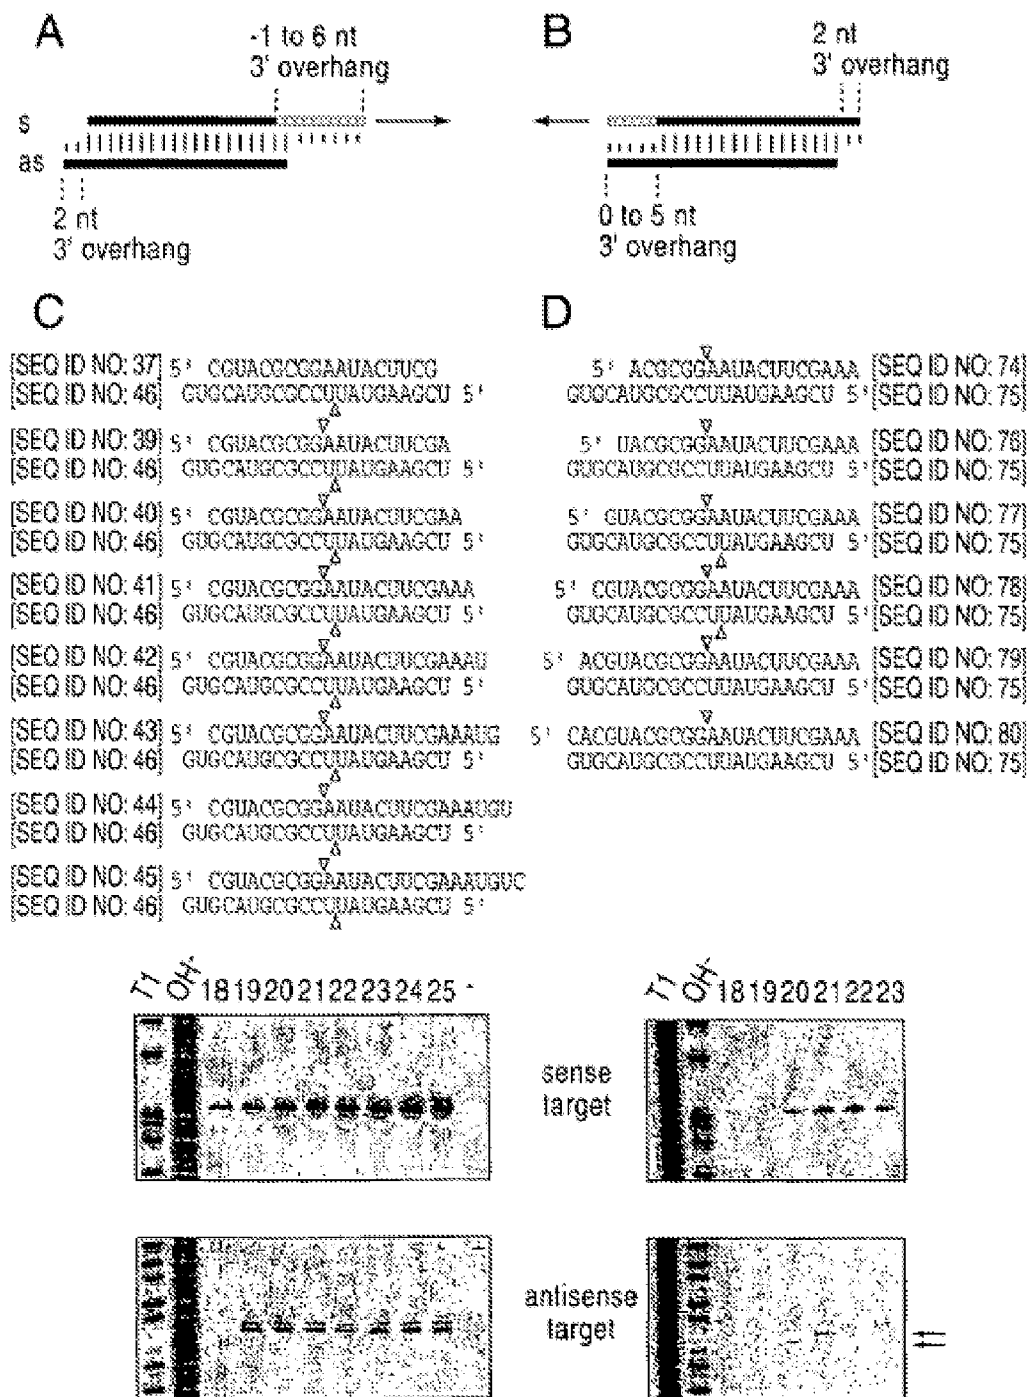 A
-1 to 6 nt
3' overhang
s
as
2 nt
3' overhang
B
2 nt
3' overhang
0 to 5 nt
3' overhang
C
[SEQ ID NO: 37] 5' CGUACGCGGAAUACUUCG
[SEQ ID NO: 46] GUGCAUGCGCCUUAUGAAGCU 5'
[SEQ ID NO: 39] 5' CGUACGCGGAAUACUUCGA
[SEQ ID NO: 46] GUGCAUGCGCCUUAUGAAGCU 5'
[SEQ ID NO: 40] 5' CGUACGCGGAAUACUUCGAA
[SEQ ID NO: 46] GUGCAUGCGCCUUAUGAAGCU 5'
[SEQ ID NO: 41] 5' CGUACGCGGAAUACUUCGAAA
[SEQ ID NO: 46] GUGCAUGCGCCUUAUGAAGCU 5'
[SEQ ID NO: 42] 5' CGUACGCGGAAUACUUCGAAAU
[SEQ ID NO: 46] GUGCAUGCGCCUUAUGAAGCU 5'
[SEQ ID NO: 43] 5' CGUACGCGGAAUACUUCGAAAUG
[SEQ ID NO: 46] GUGCAUGCGCCUUAUGAAGCU 5'
[SEQ ID NO: 44] 5' CGUACGCGGAAUACUUCGAAAUGU
[SEQ ID NO: 46] GUGCAUGCGCCUUAUGAAGCU 5'
[SEQ ID NO: 45] 5' CGUACGCGGAAUACUUCGAAAUGUC
[SEQ ID NO: 46] GUGCAUGCGCCUUAUGAAGCU 5'
D
5' ACGCGGAAUACUUCGAAA [SEQ ID NO: 74]
GUGCAUGCGCCUUAUGAAGCU 5' [SEQ ID NO: 75]
5' UACGCGGAAUACUUCGAAA [SEQ ID NO: 76]
GUGCAUGCGCCUUAUGAAGCU 5' [SEQ ID NO: 75]
5' GUACGCGGAAUACUUCGAAA [SEQ ID NO: 77]
GUGCAUGCGCCUUAUGAAGCU 5' [SEQ ID NO: 75]
5' CGUACGCGGAAUACUUCGAAA [SEQ ID NO: 78]
GUGCAUGCGCCUUAUGAAGCU 5' [SEQ ID NO: 75]
5' ACGUACGCGGAAUACUUCGAAA [SEQ ID NO: 79]
GUGCAUGCGCCUUAUGAAGCU 5' [SEQ ID NO: 75]
5' CACGUACGCGGAAUACUUCGAAA [SEQ ID NO: 80]
GUGCAUGCGCCUUAUGAAGCU 5' [SEQ ID NO: 75]
T1 OH- 18 19 20 21 22 23 24 25 -
T1 OH- 18 19 20 21 22 23
sense
target
antisense
target